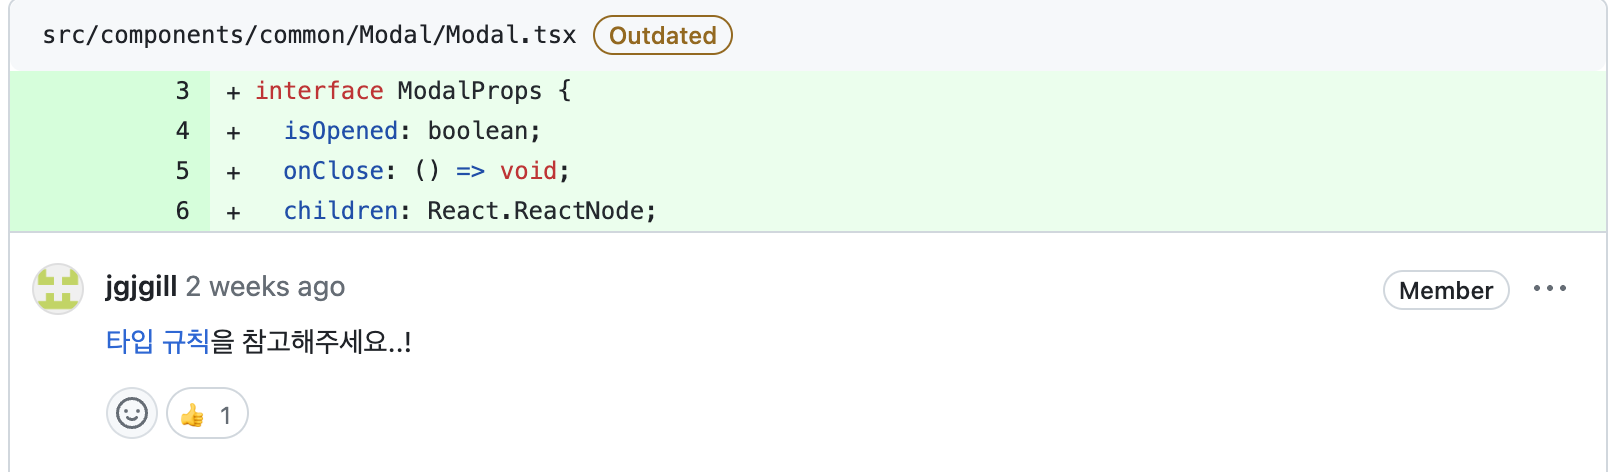 src/components/common/Modal/Modal.tsx Outdated
3 + interface ModalProps {
4 + isOpened: boolean;
5 + onClose: () => void;
6 + children: React.ReactNode;
jgjgill 2 weeks ago Member ...
타입 규칙을 참고해주세요..!
👍 1